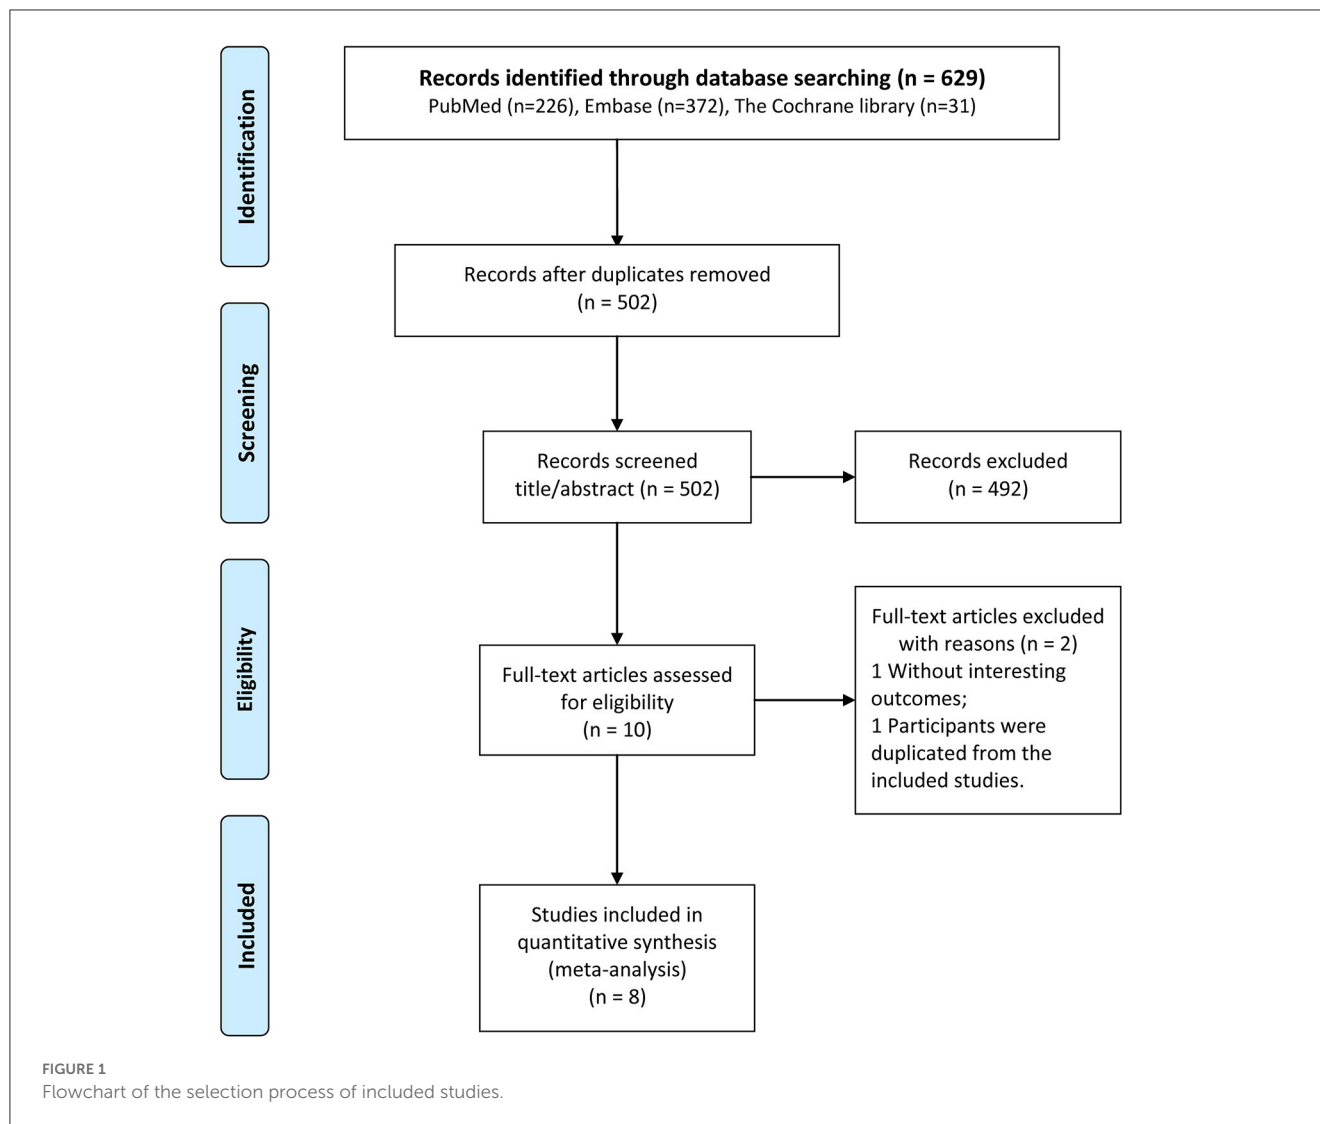 Identification
Records identified through database searching (n = 629)
PubMed (n=226), Embase (n=372), The Cochrane library (n=31)
Records after duplicates removed
(n = 502)
Screening
Records screened
title/abstract (n = 502)
Records excluded
(n = 492)
Eligibility
Full-text articles assessed
for eligibility
(n = 10)
Full-text articles excluded
with reasons (n = 2)
1 Without interesting
outcomes;
1 Participants were
duplicated from the
included studies.
Included
Studies included in
quantitative synthesis
(meta-analysis)
(n = 8)
FIGURE 1
Flowchart of the selection process of included studies.